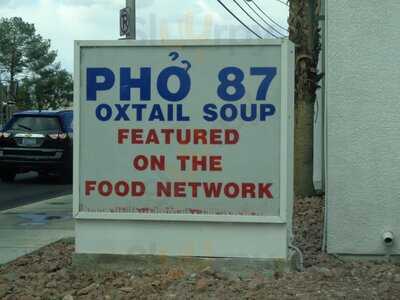 PHỞ 87
OXTAIL SOUP
FEATURED
ON THE
FOOD NETWORK